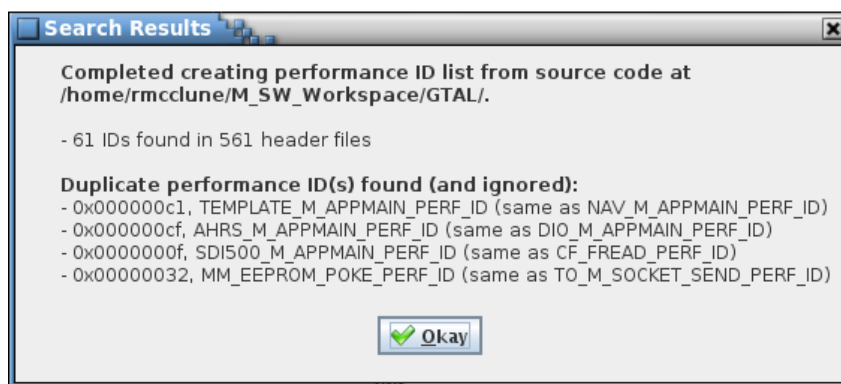 Search Results
Completed creating performance ID list from source code at
/home/rmcclune/M_SW_Workspace/GTAL/.
- 61 IDs found in 561 header files
Duplicate performance ID(s) found (and ignored):
- 0x000000c1, TEMPLATE_M_APPMAIN_PERF_ID (same as NAV_M_APPMAIN_PERF_ID)
- 0x000000cf, AHRS_M_APPMAIN_PERF_ID (same as DIO_M_APPMAIN_PERF_ID)
- 0x0000000f, SDI500_M_APPMAIN_PERF_ID (same as CF_FREAD_PERF_ID)
- 0x00000032, MM_EEPROM_POKE_PERF_ID (same as TO_M_SOCKET_SEND_PERF_ID)
Okay